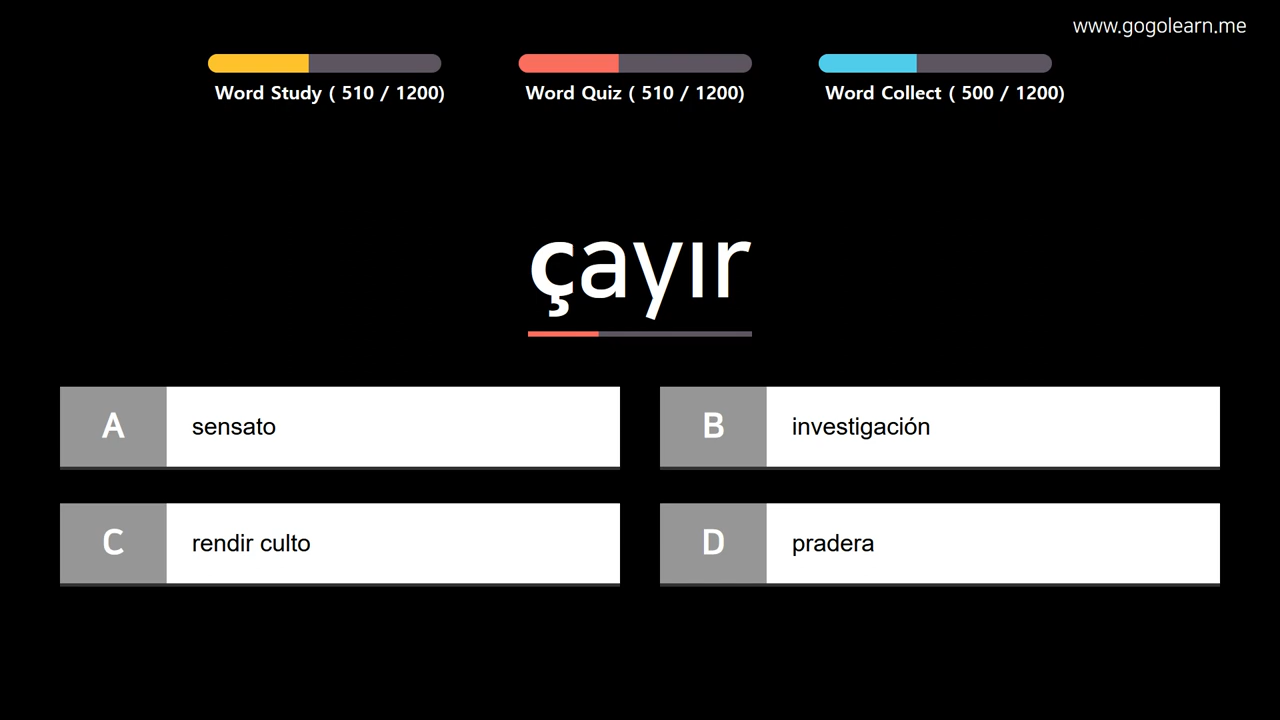 www.gogolearn.me
Word Study ( 510 / 1200)
Word Quiz ( 510 / 1200)
Word Collect ( 500 / 1200)
çayır
A sensato
B investigación
C rendir culto
D pradera